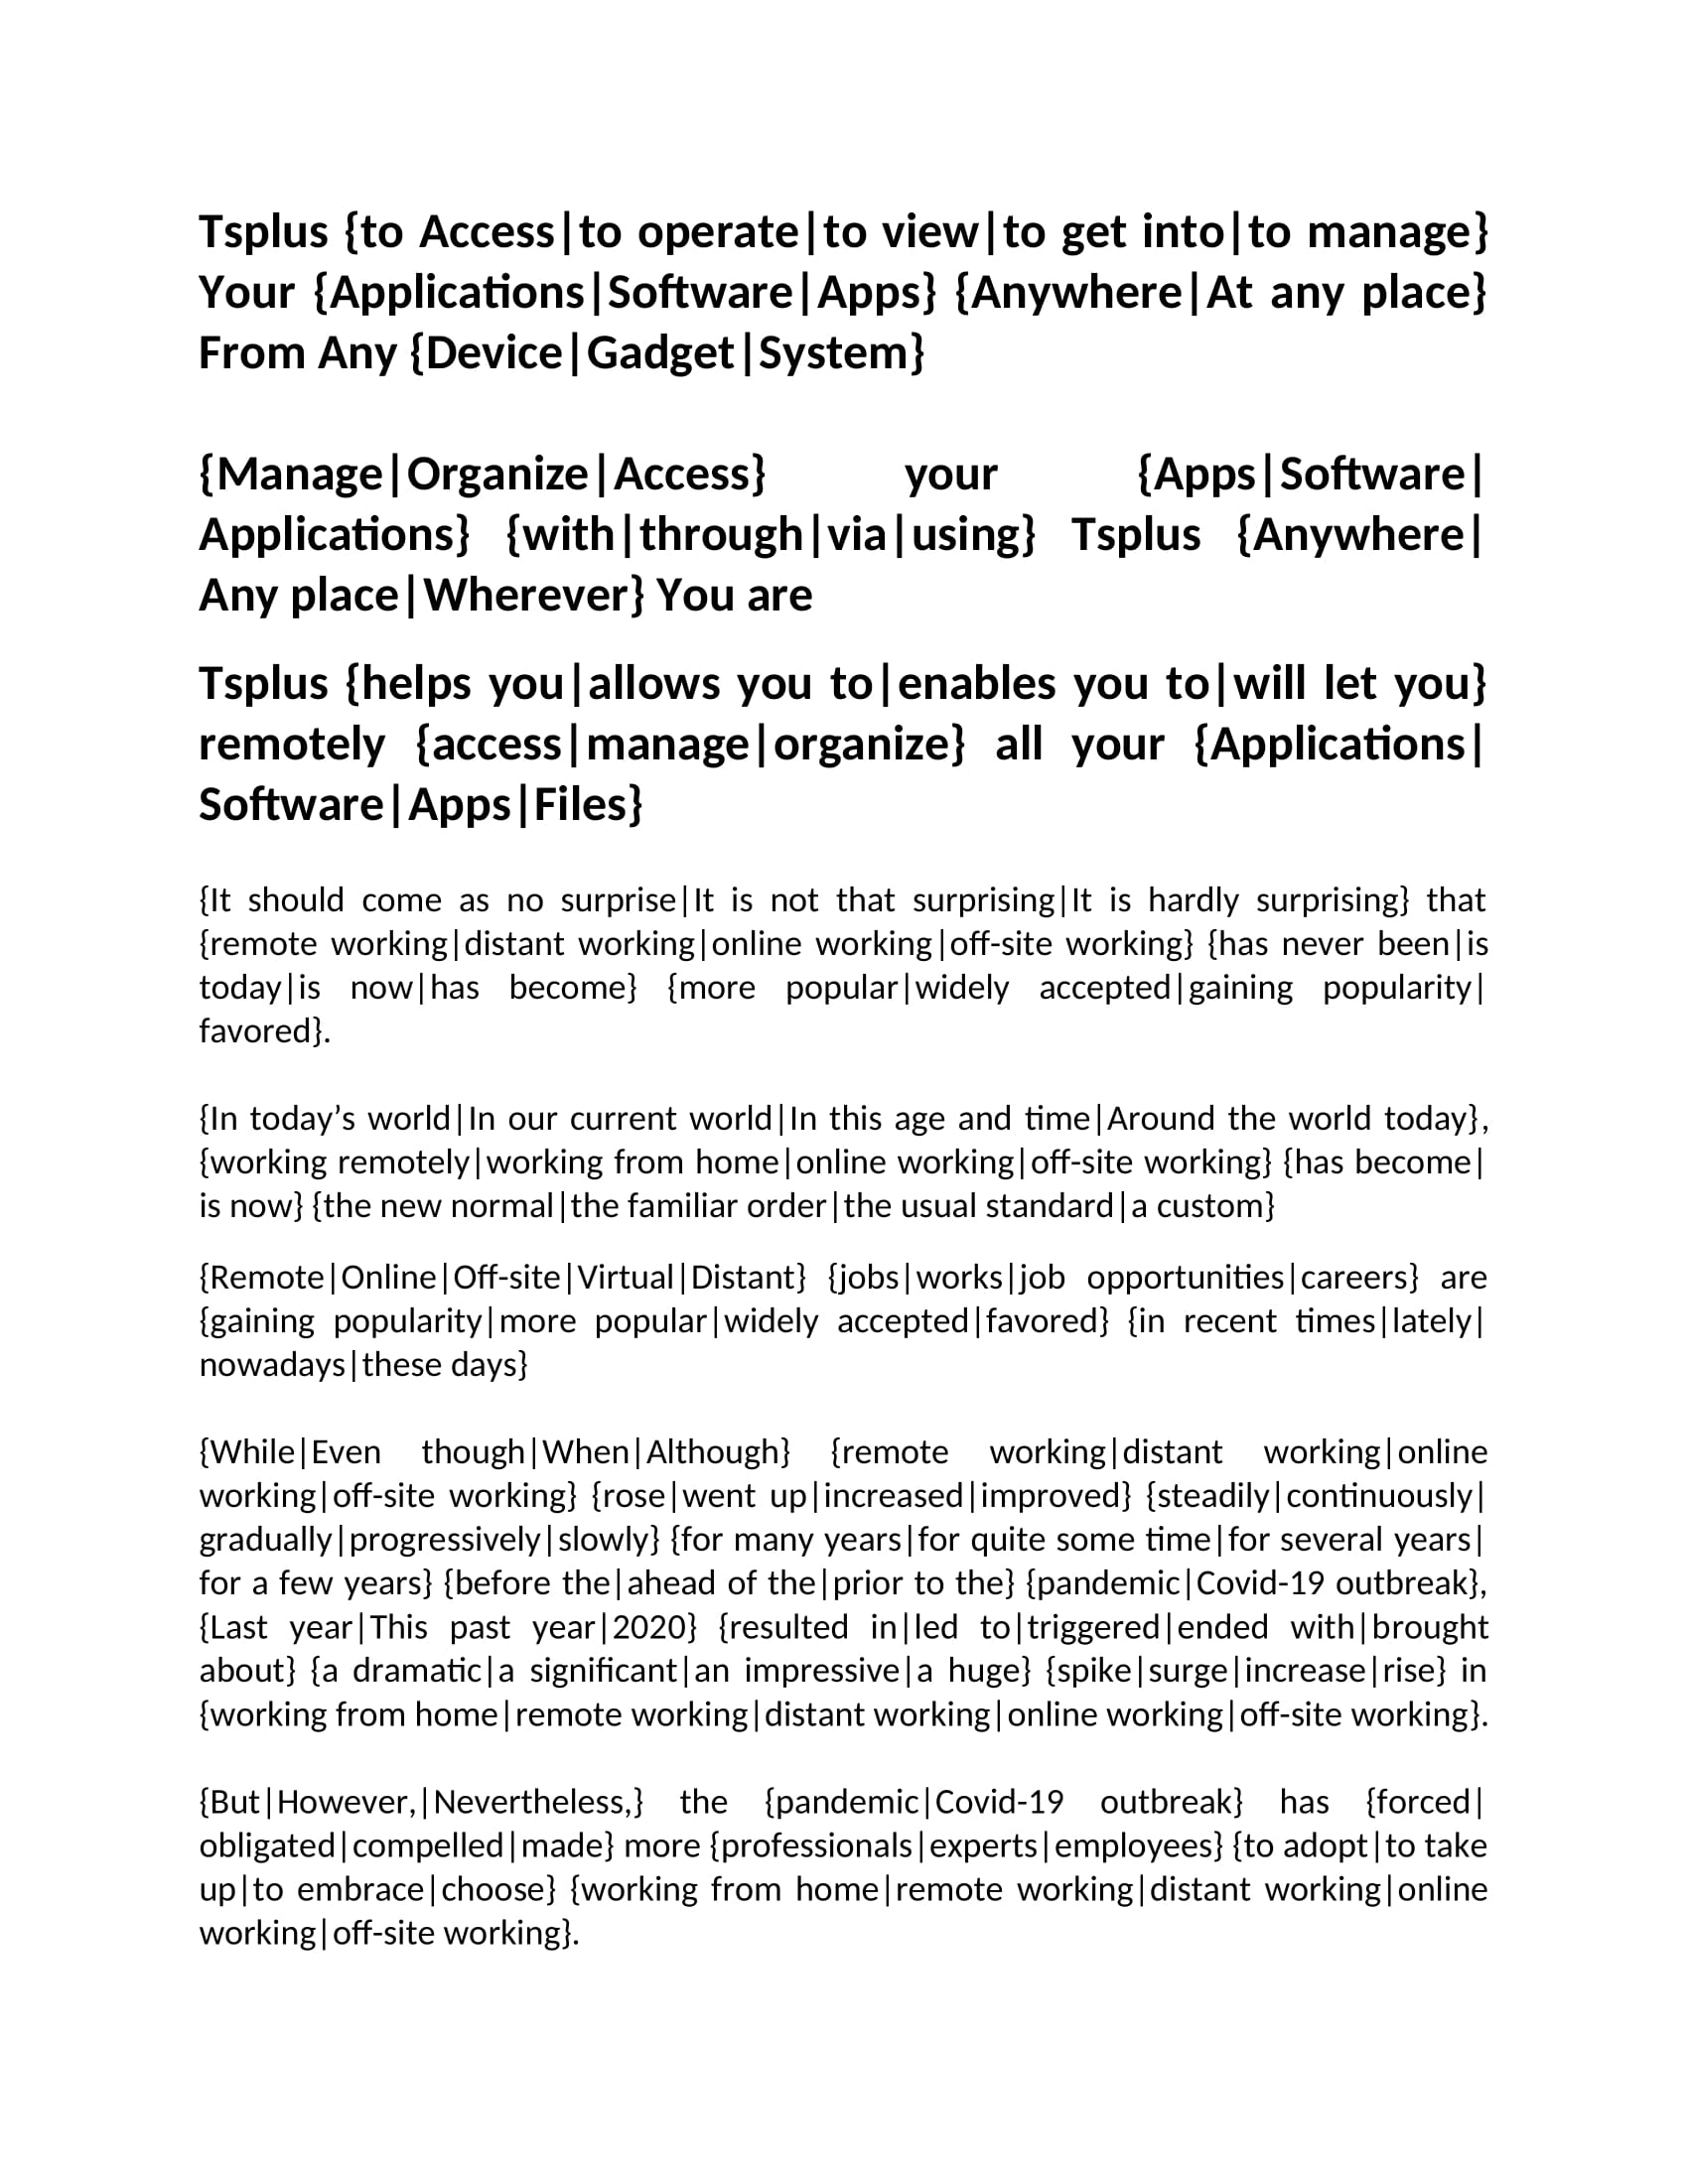 Tsplus {to Access|to operate|to view|to get into|to manage}
Your {Applications|Software|Apps} {Anywhere|At any place}
From Any {Device|Gadget|System}
{Manage|Organize|Access} your {Apps|Software|
Applications} {with|through|via|using} Tsplus {Anywhere|
Any place|Wherever} You are
Tsplus {helps you|allows you to|enables you to|will let you}
remotely {access|manage|organize} all your {Applications|
Software|Apps|Files}
{It should come as no surprise|It is not that surprising|It is hardly surprising} that
{remote working|distant working|online working|off-site working} {has never been|is
today|is now|has become} {more popular|widely accepted|gaining popularity|
favored}.
{In today’s world|In our current world|In this age and time|Around the world today},
{working remotely|working from home|online working|off-site working} {has become|
is now} {the new normal|the familiar order|the usual standard|a custom}
{Remote|Online|Off-site|Virtual|Distant} {jobs|works|job opportunities|careers} are
{gaining popularity|more popular|widely accepted|favored} {in recent times|lately|
nowadays|these days}
{While|Even though|When|Although} {remote working|distant working|online
working|off-site working} {rose|went up|increased|improved} {steadily|continuously|
gradually|progressively|slowly} {for many years|for quite some time|for several years|
for a few years} {before the|ahead of the|prior to the} {pandemic|Covid-19 outbreak},
{Last year|This past year|2020} {resulted in|led to|triggered|ended with|brought
about} {a dramatic|a significant|an impressive|a huge} {spike|surge|increase|rise} in
{working from home|remote working|distant working|online working|off-site working}.
{But|However,|Nevertheless,} the {pandemic|Covid-19 outbreak} has {forced|
obligated|compelled|made} more {professionals|experts|employees} {to adopt|to take
up|to embrace|choose} {working from home|remote working|distant working|online
working|off-site working}.